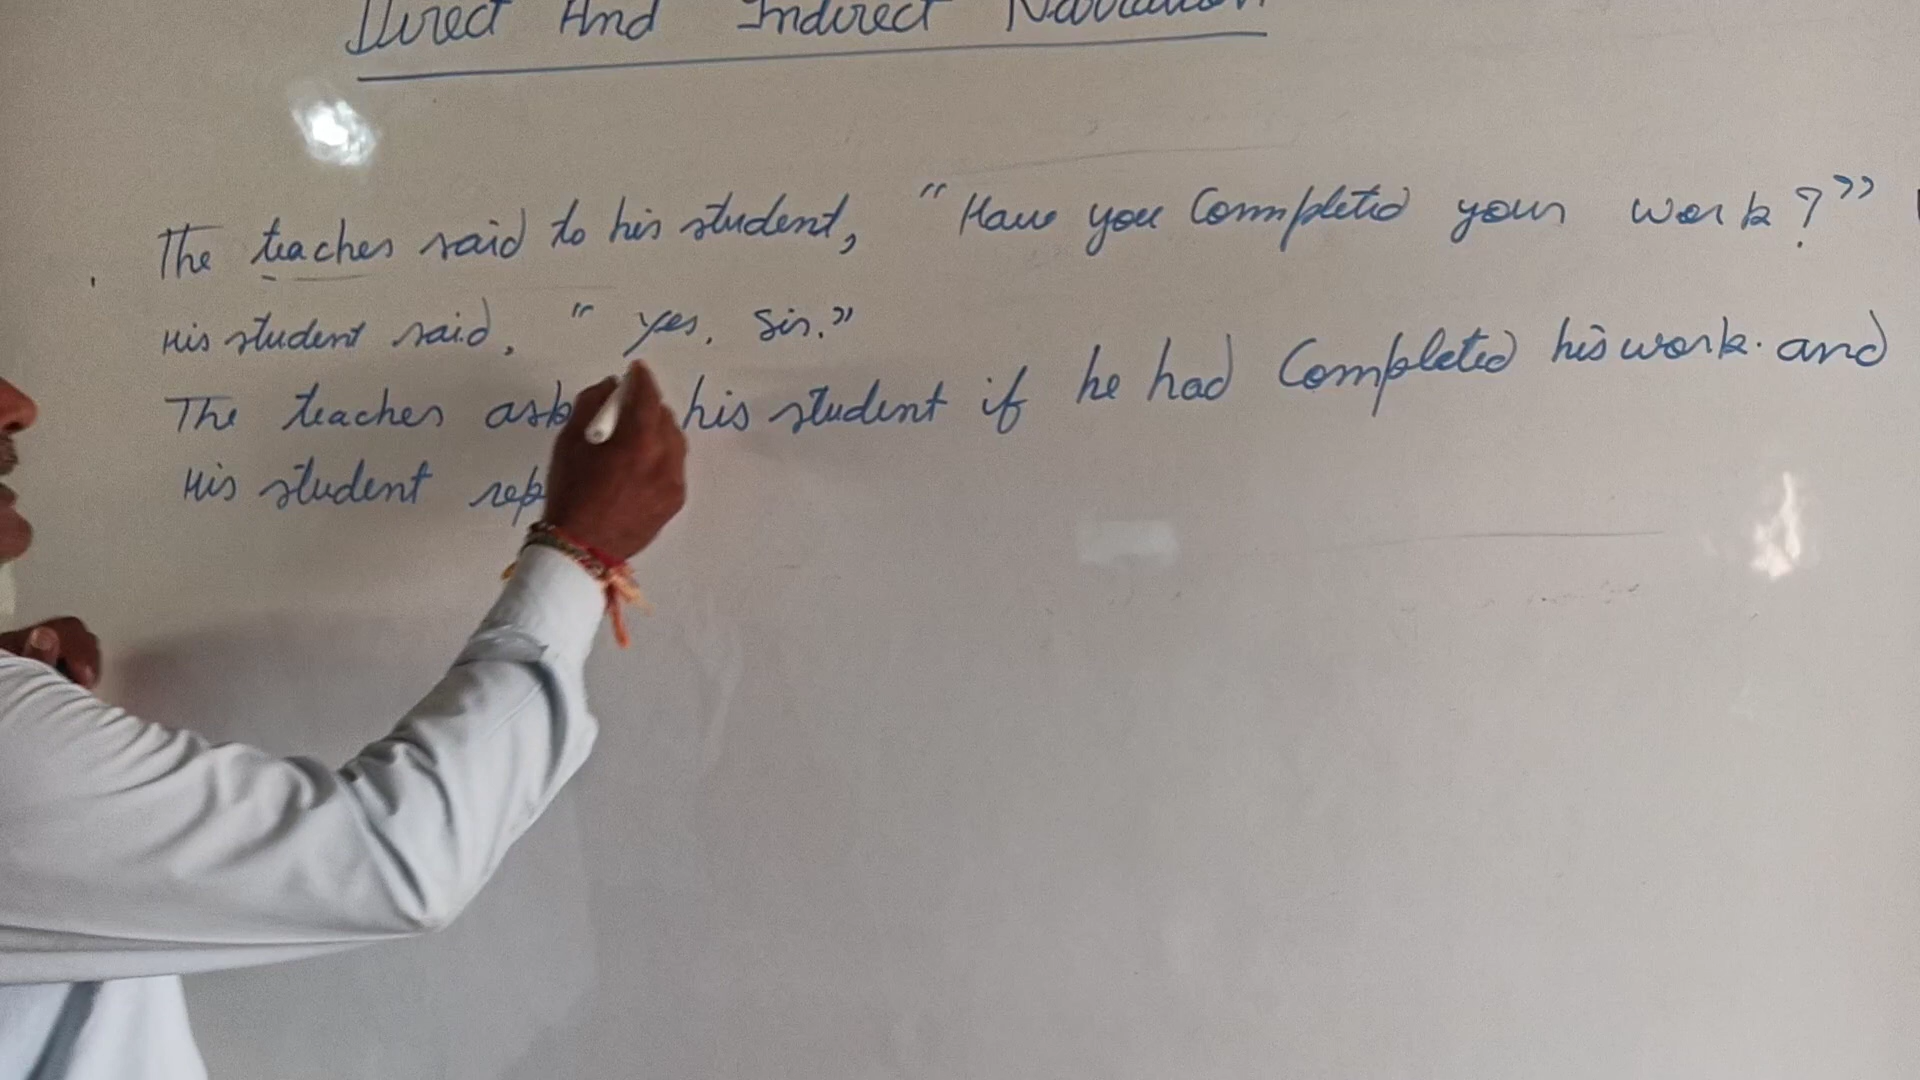 Direct And Indirect Narration
The teacher said to his student, "Have you Completed your work?"
His student said, "yes, Sir."
The teacher his student if he had Completed his work. and
His student